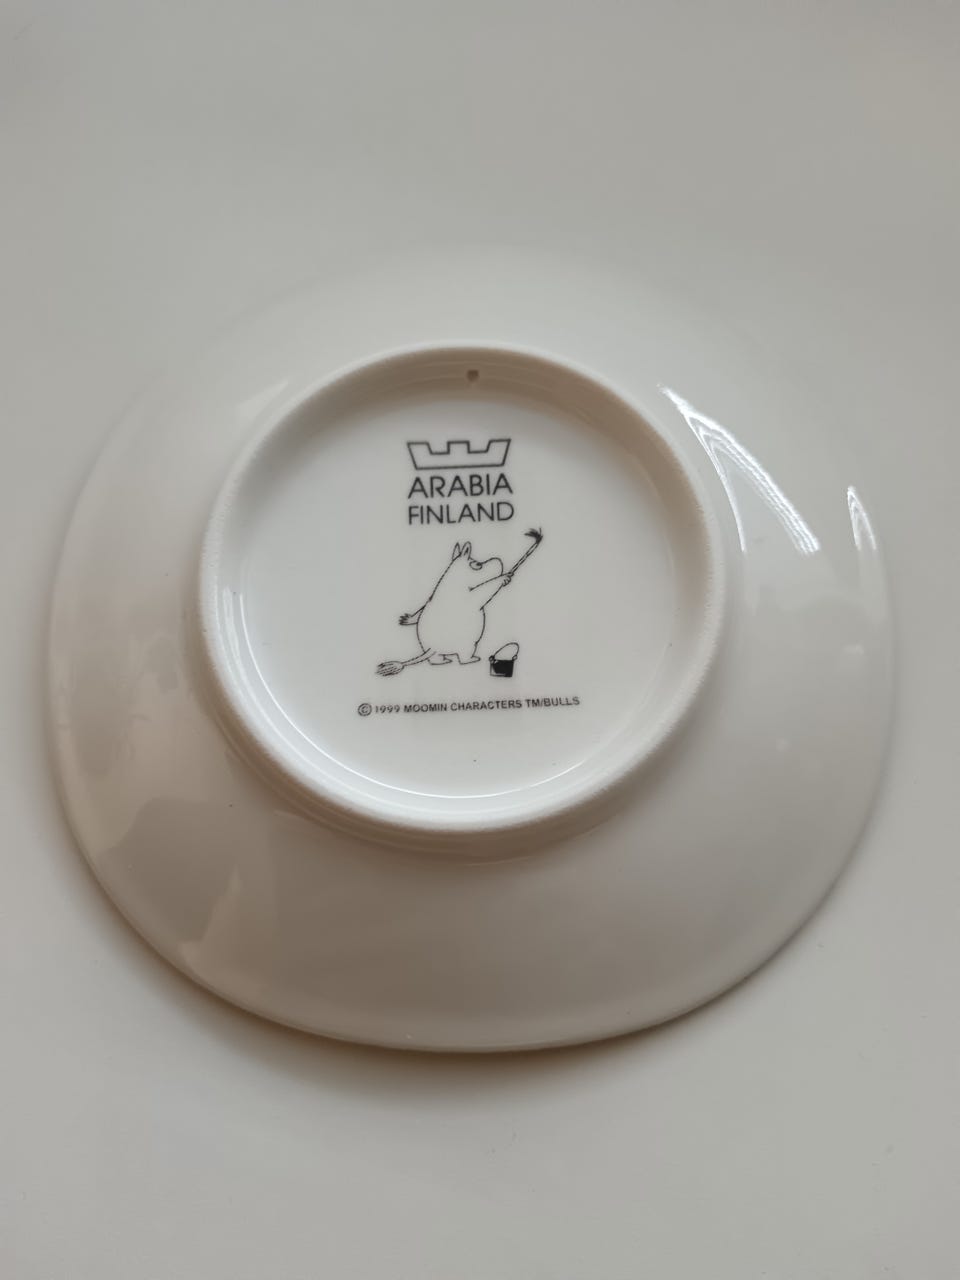 ARABIA
FINLAND
© 1999 MOOMIN CHARACTERS TM/BULLS